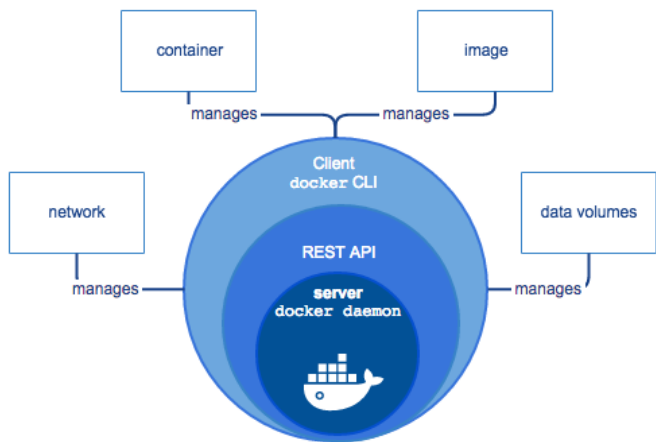 container
image
manages
manages
Client
docker CLI
network
data volumes
REST API
manages
server
manages
docker daemon